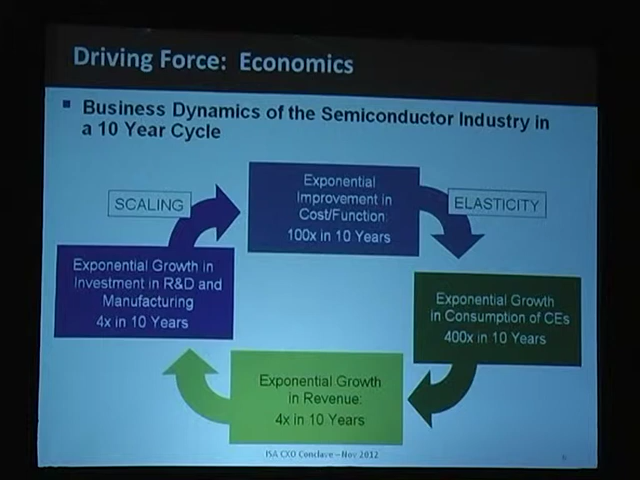 Driving Force: Economics
Business Dynamics of the Semiconductor Industry in
a 10 Year Cycle
SCALING
Exponential
Improvement in
Cost/Function:
100x in 10 Years
ELASTICITY
Exponential Growth in
Investment in R&D and
Manufacturing
4x in 10 Years
Exponential Growth
in Consumption of CEs
400x in 10 Years
Exponential Growth
in Revenue:
4x in 10 Years
ISA CXO Conclave – Nov 2012